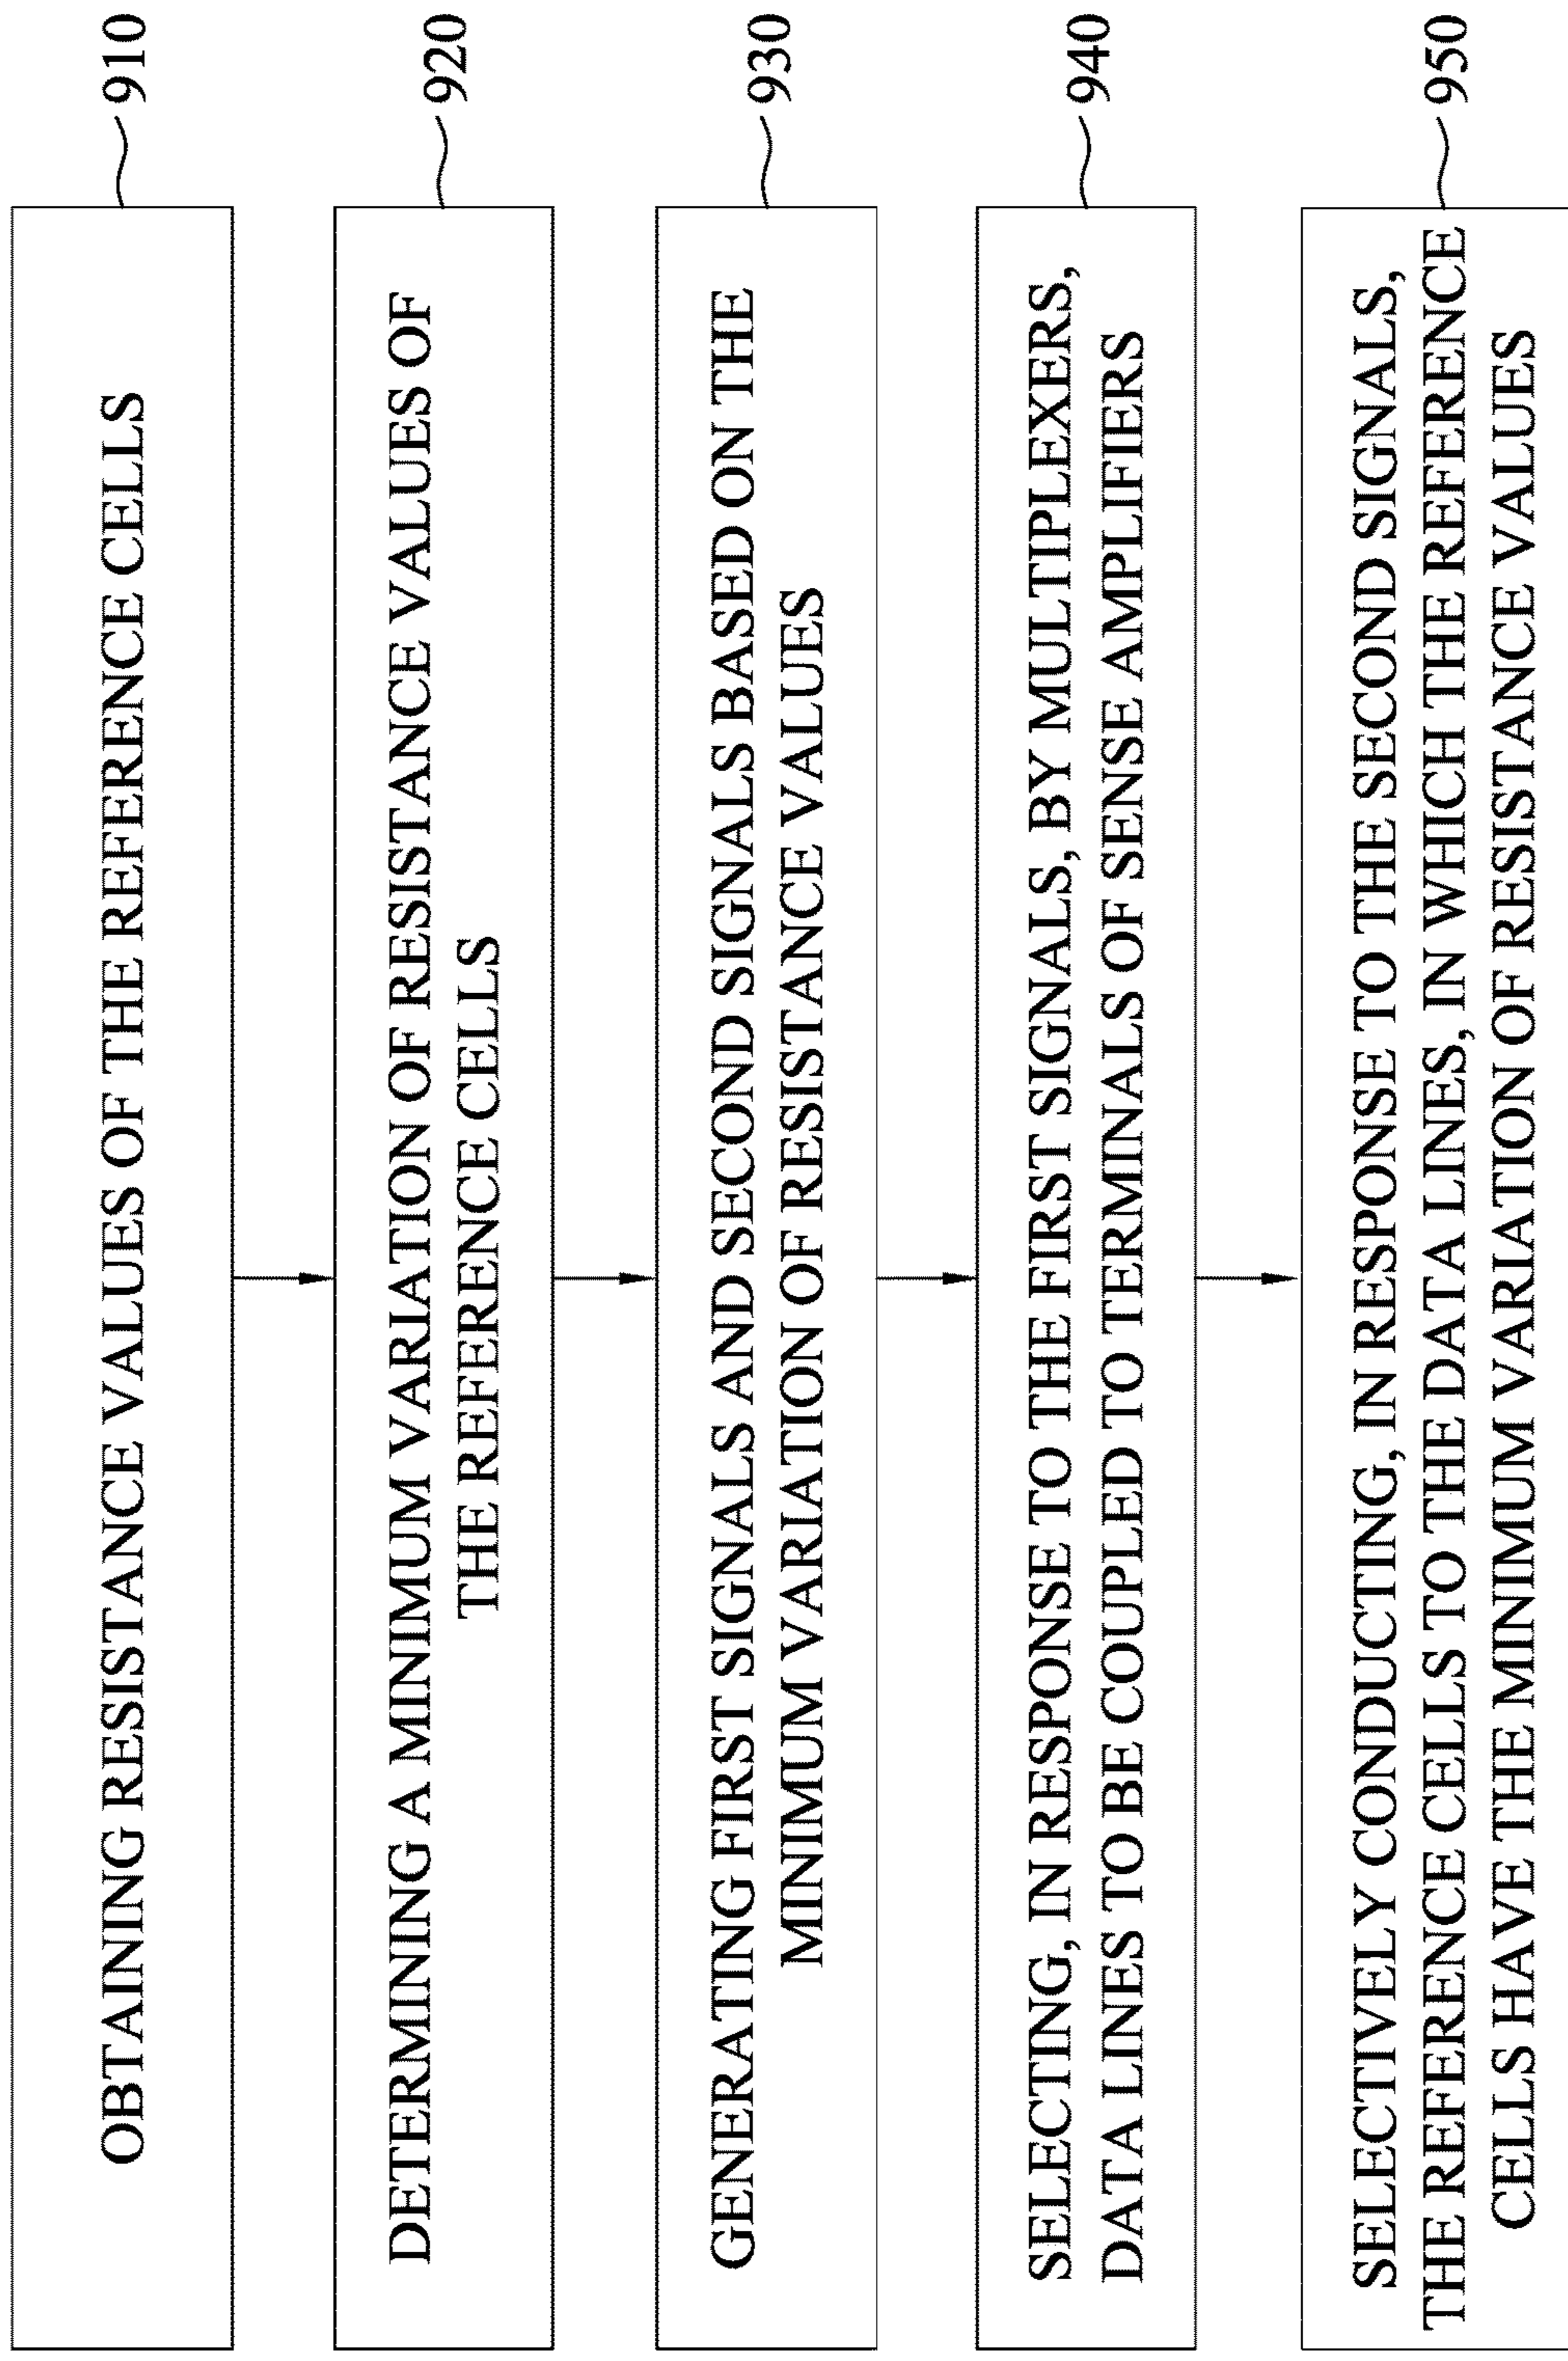 OBTAINING RESISTANCE VALUES OF THE REFERENCE CELLS
910
DETERMINING A MINIMUM VARIATION OF RESISTANCE VALUES OF
THE REFERENCE CELLS
920
GENERATING FIRST SIGNALS AND SECOND SIGNALS BASED ON THE
MINIMUM VARIATION OF RESISTANCE VALUES
930
SELECTING, IN RESPONSE TO THE FIRST SIGNALS, BY MULTIPLEXERS,
DATA LINES TO BE COUPLED TO TERMINALS OF SENSE AMPLIFIERS
940
SELECTIVELY CONDUCTING, IN RESPONSE TO THE SECOND SIGNALS,
THE REFERENCE CELLS TO THE DATA LINES, IN WHICH THE REFERENCE
CELLS HAVE THE MINIMUM VARIATION OF RESISTANCE VALUES
950